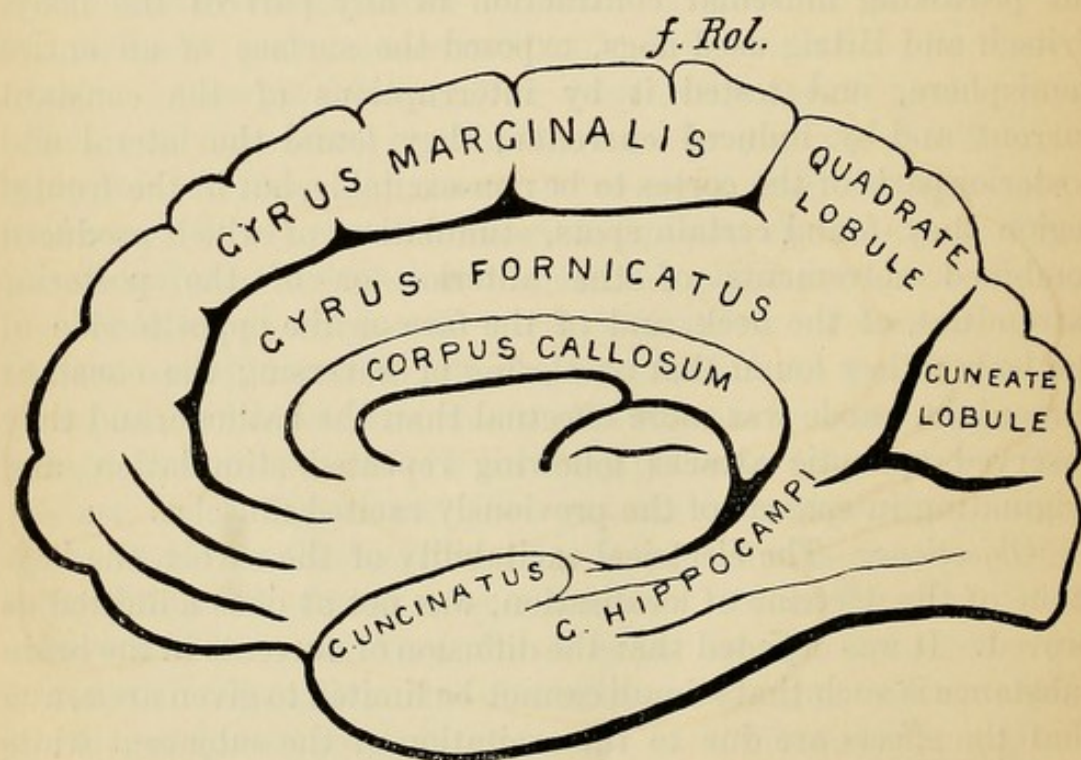 f. Rol.
GYRUS MARGINALIS
QUADRATE
LOBULE
GYRUS FORNICATUS
CORPUS CALLOSUM
CUNEATE
LOBULE
G UNCINATUS
G. HIPPOCAMPI